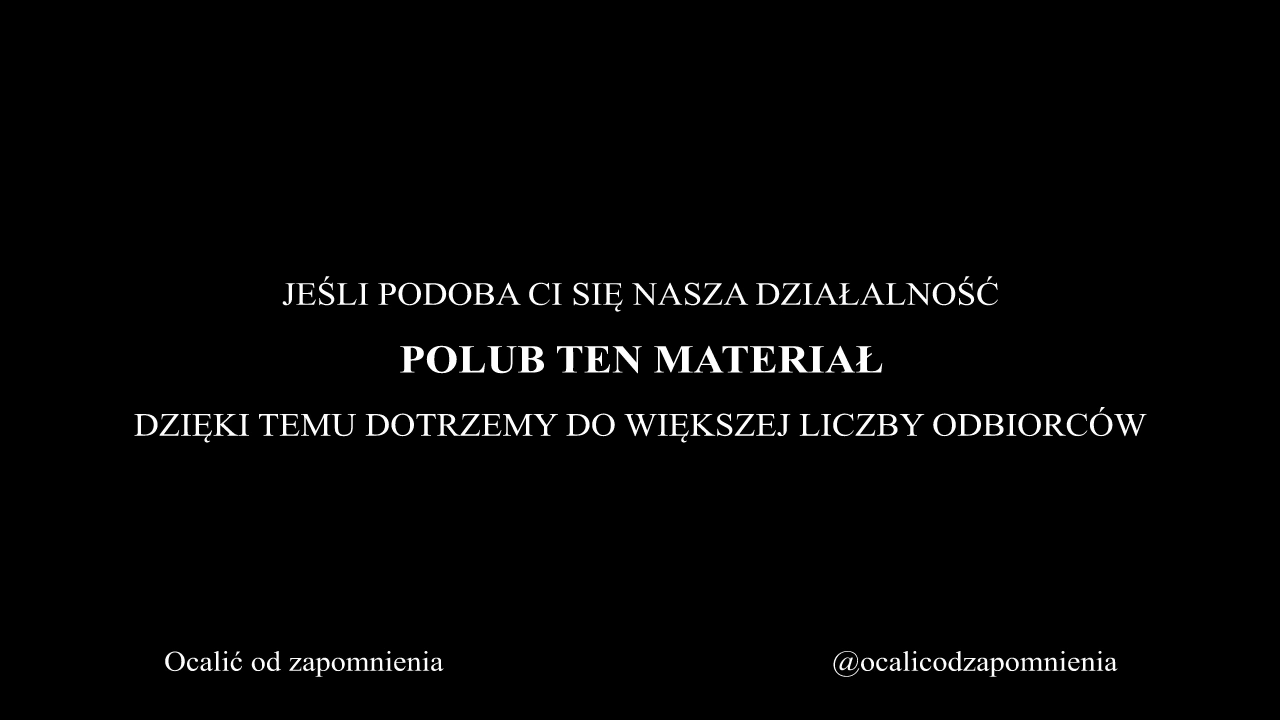 JEŚLI PODOBA CI SIĘ NASZA DZIAŁALNOŚĆ
POLUB TEN MATERIAŁ
DZIĘKI TEMU DOTRZEMY DO WIĘKSZEJ LICZBY ODBIORCÓW
Ocalić od zapomnienia
@ocalicodzapomnienia